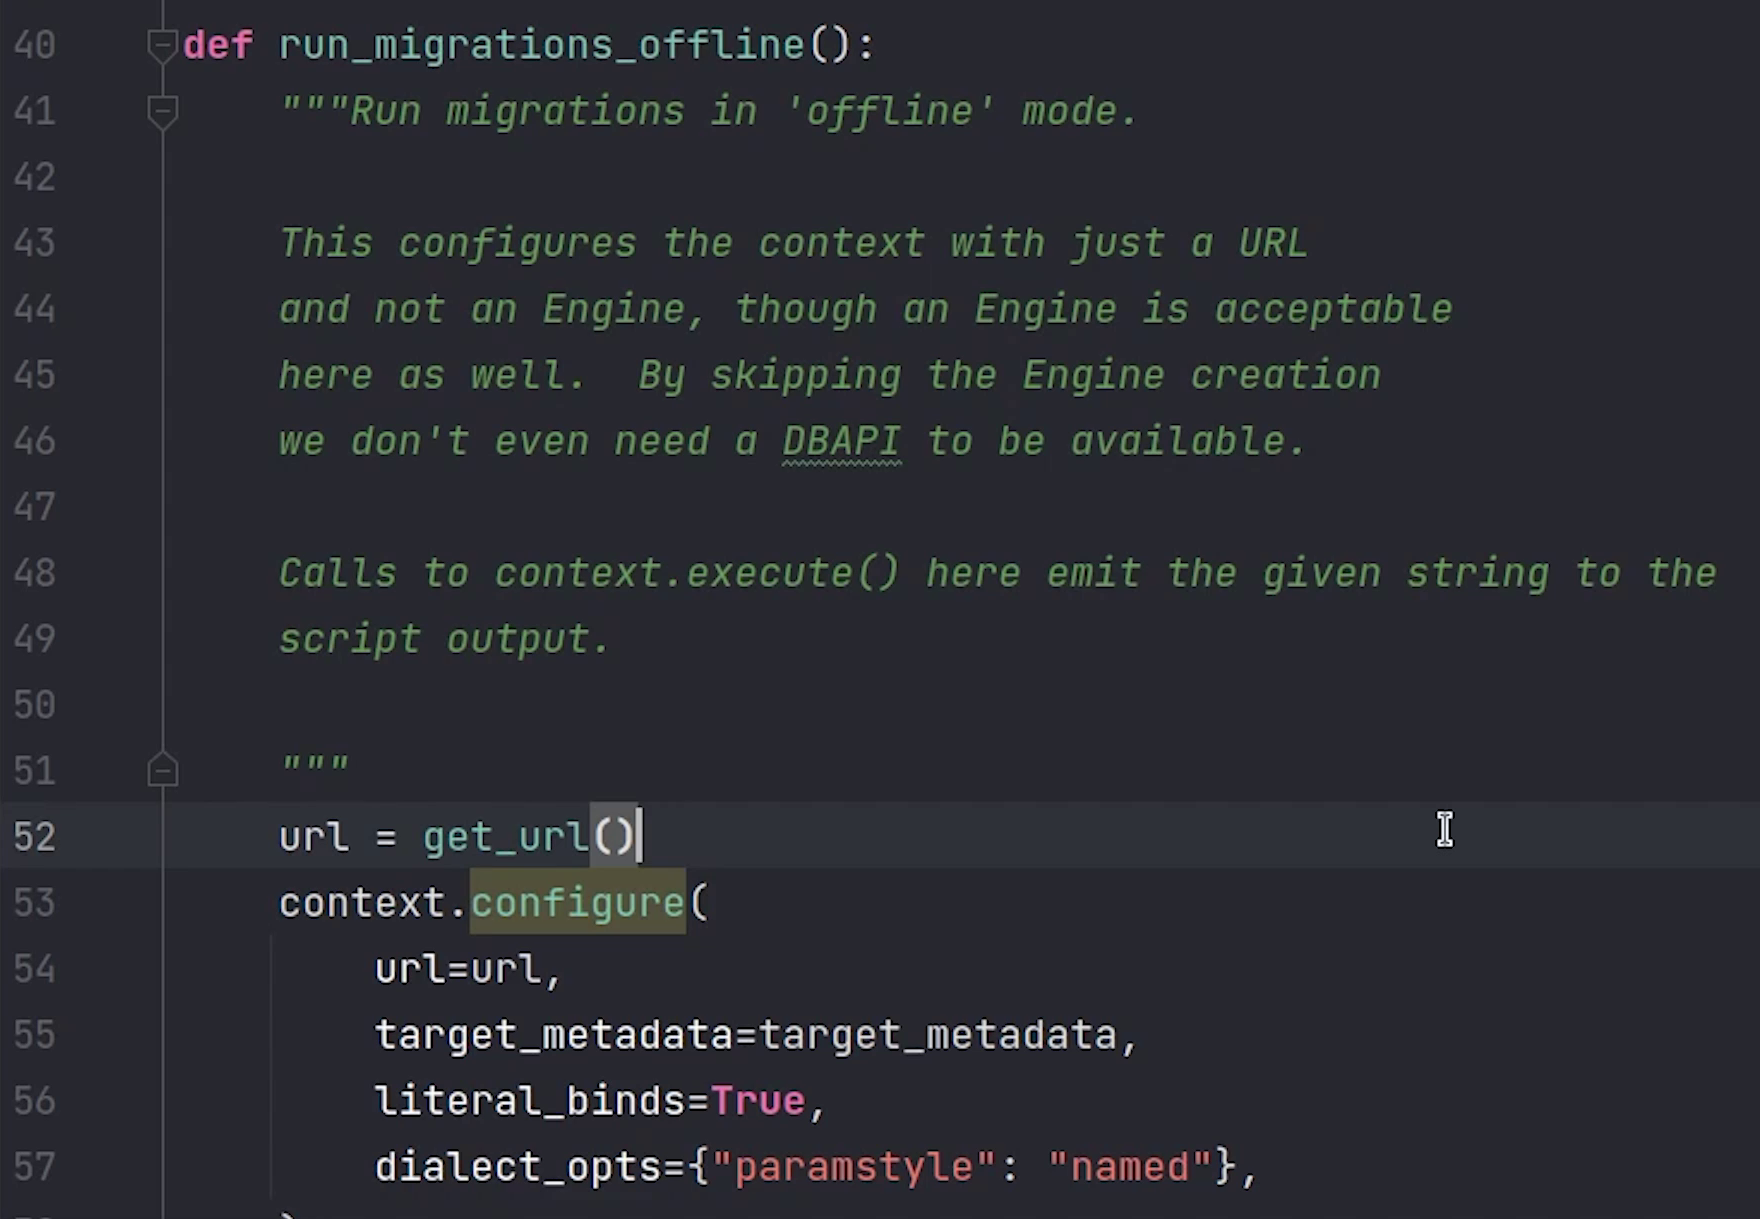 40 def run_migrations_offline():
41 """Run migrations in 'offline' mode.
42
43 This configures the context with just a URL
44 and not an Engine, though an Engine is acceptable
45 here as well.  By skipping the Engine creation
46 we don't even need a DBAPI to be available.
47
48 Calls to context.execute() here emit the given string to the
49 script output.
50
51 """
52 url = get_url()
53 context.configure(
54 url=url,
55 target_metadata=target_metadata,
56 literal_binds=True,
57 dialect_opts={"paramstyle": "named"},